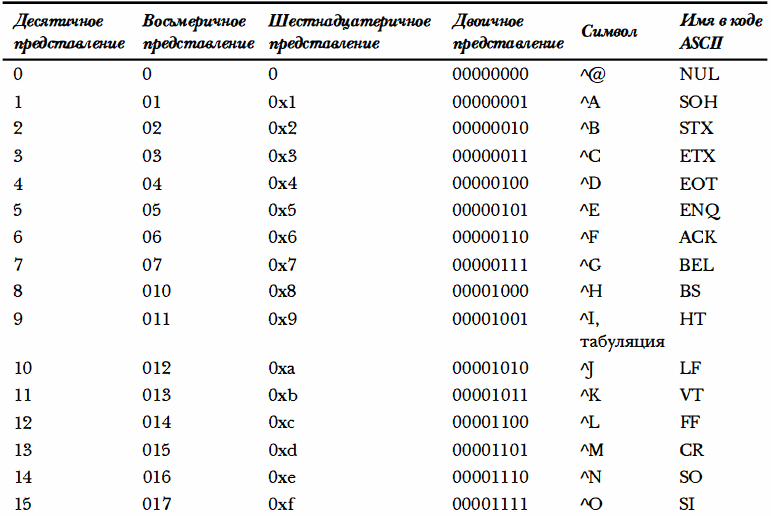 Десятичное представление Восьмеричное представление Шестнадцатеричное представление Двоичное представление Символ Имя в коде ASCII
0 0 0 00000000 ^@ NUL
1 01 0x1 00000001 ^A SOH
2 02 0x2 00000010 ^B STX
3 03 0x3 00000011 ^C ETX
4 04 0x4 00000100 ^D EOT
5 05 0x5 00000101 ^E ENQ
6 06 0x6 00000110 ^F ACK
7 07 0x7 00000111 ^G BEL
8 010 0x8 00001000 ^H BS
9 011 0x9 00001001 ^I, табуляция HT
10 012 0xa 00001010 ^J LF
11 013 0xb 00001011 ^K VT
12 014 0xc 00001100 ^L FF
13 015 0xd 00001101 ^M CR
14 016 0xe 00001110 ^N SO
15 017 0xf 00001111 ^O SI